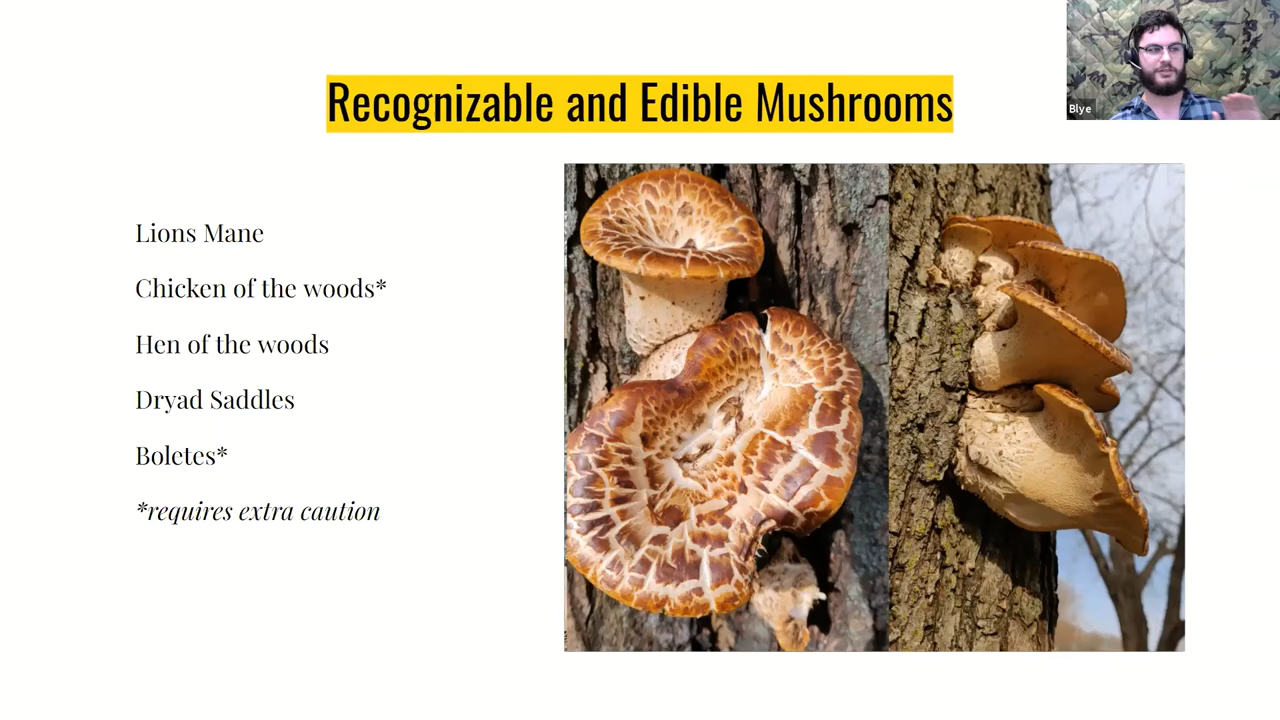 Recognizable and Edible Mushrooms
Blye
Lions Mane
Chicken of the woods*
Hen of the woods
Dryad Saddles
Boletes*
*requires extra caution